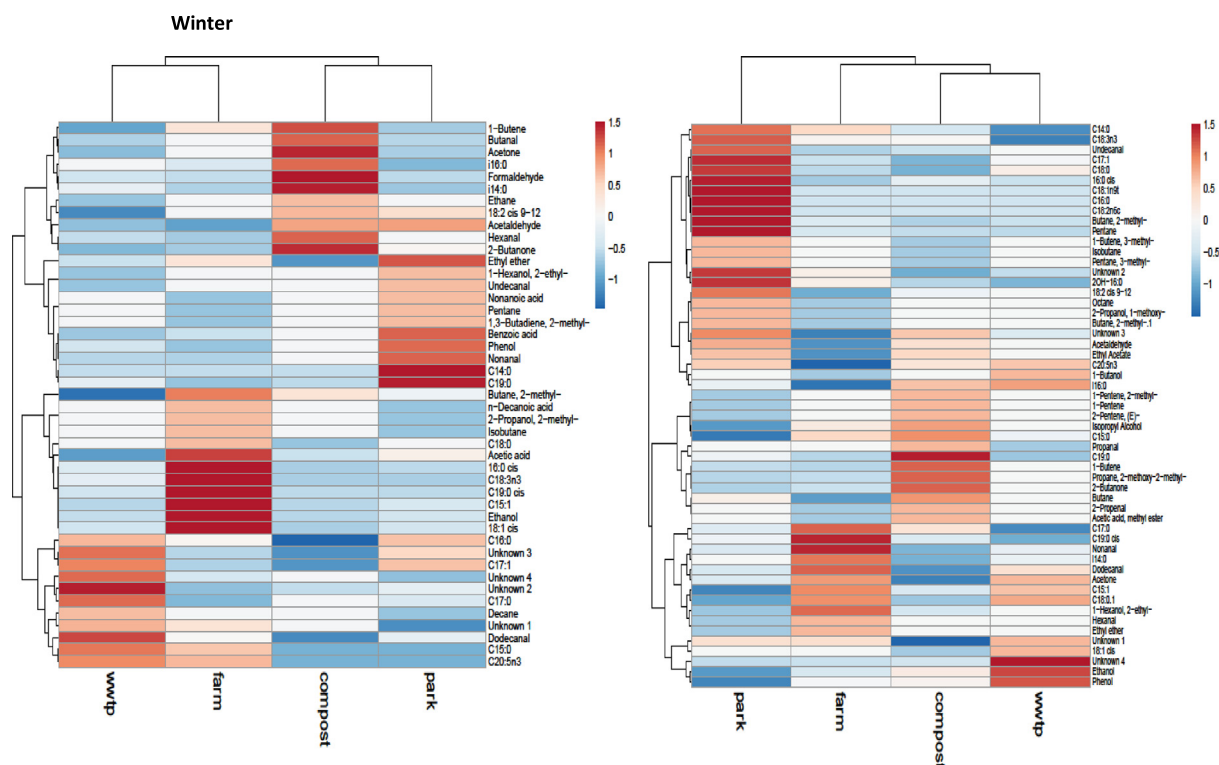 Winter
1-Butene
Butanal
Acetone
i16:0
Formaldehyde
i14:0
Ethane
18:2 cis 9-12
Acetaldehyde
Hexanal
2-Butanone
Ethyl ether
1-Hexanol, 2-ethyl-
Undecanal
Nonanoic acid
Pentane
1,3-Butadiene, 2-methyl-
Benzoic acid
Phenol
Nonanal
C14:0
C19:0
Butane, 2-methyl-
n-Decanoic acid
2-Propanol, 2-methyl-
Isobutane
C18:0
Acetic acid
16:0 cis
C18:3n3
C19:0 cis
C15:1
Ethanol
18:1 cis
C16:0
Unknown 3
C17:1
Unknown 4
Unknown 2
C17:0
Decane
Unknown 1
Dodecanal
C15:0
C20:5n3
1.5
1
0.5
0
-0.5
-1
wwtp
farm
compost
park
C14:0
C18:3n3
Undecanal
C17:1
C18:0
16:0 cis
C18:1n9t
C16:0
C18:2n6c
Butane, 2-methyl-
Pentane
1-Butene, 3-methyl-
Isobutane
Pentane, 3-methyl-
Unknown 2
2OH-16:0
18:2 cis 9-12
Octane
2-Propanol, 1-methoxy-
Butane, 2-methyl-.1
Unknown 3
Acetaldehyde
Ethyl Acetate
C20:5n3
1-Butanol
i16:0
1-Pentene, 2-methyl-
1-Pentene
2-Pentene, (E)-
Isopropyl Alcohol
C15:0
Propanal
C19:0
1-Butene
Propane, 2-methoxy-2-methyl-
2-Butanone
Butane
2-Propenal
Acetic acid, methyl ester
C17:0
C19:0 cis
Nonanal
i14:0
Dodecanal
Acetone
C15:1
C18:0.1
1-Hexanol, 2-ethyl-
Hexanal
Ethyl ether
Unknown 1
18:1 cis
Unknown 4
Ethanol
Phenol
1.5
1
0.5
0
-0.5
-1
park
farm
compost
wwtp